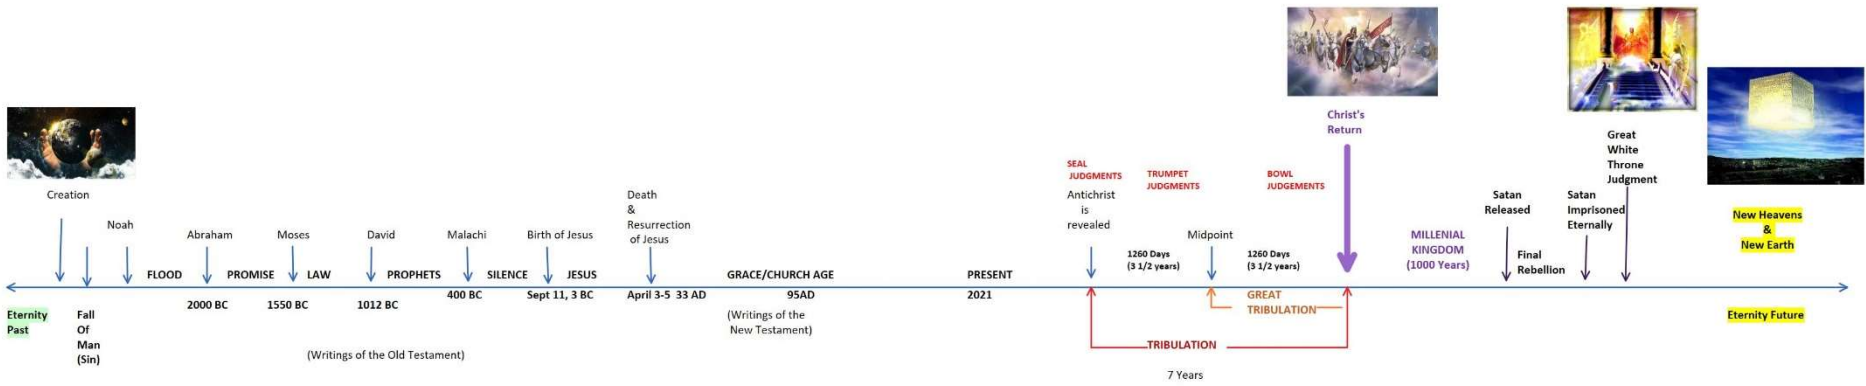 Creation
Noah
Abraham
Moses
David
Malachi
Birth of Jesus
Death
&
Resurrection
of Jesus
SEAL
JUDGMENTS
Antichrist
is
revealed
TRUMPET
JUDGMENTS
Midpoint
BOWL
JUDGEMENTS
Christ's
Return
Satan
Released
Satan
Imprisoned
Eternally
Great
White
Throne
Judgment
New Heavens
&
New Earth
FLOOD
PROMISE
LAW
PROPHETS
SILENCE
JESUS
GRACE/CHURCH AGE
PRESENT
1260 Days
(3 1/2 years)
1260 Days
(3 1/2 years)
MILLENIAL
KINGDOM
(1000 Years)
Final
Rebellion
Eternity
Past
Fall
Of
Man
(Sin)
2000 BC
1550 BC
1012 BC
400 BC
Sept 11, 3 BC
April 3-5 33 AD
95AD
2021
(Writings of the Old Testament)
(Writings of the
New Testament)
GREAT
TRIBULATION
TRIBULATION
7 Years
Eternity Future